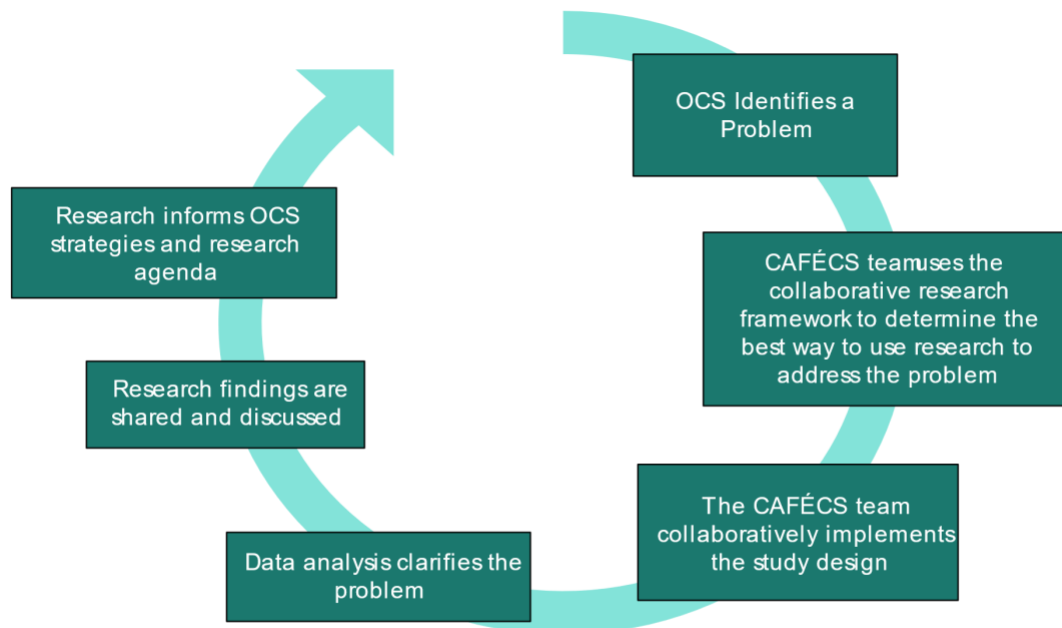 OCS Identifies a
Problem
CAFÉCS teamuses the
collaborative research
framework to determine the
best way to use research to
address the problem
The CAFÉCS team
collaboratively implements
the study design
Data analysis clarifies the
problem
Research findings are
shared and discussed
Research informs OCS
strategies and research
agenda